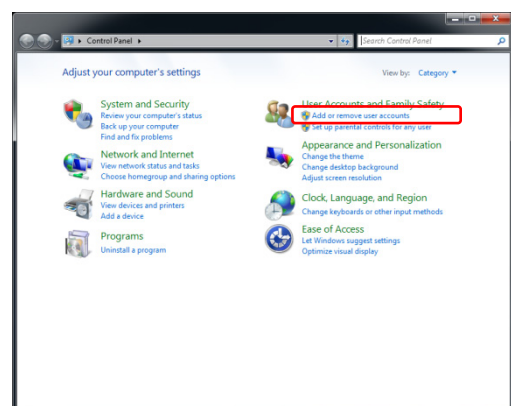 Control Panel
Search Control Panel
Adjust your computer's settings
View by: Category
System and Security
Review your computer's status
Back up your computer
Find and fix problems
Network and Internet
View network status and tasks
Choose homegroup and sharing options
Hardware and Sound
View devices and printers
Add a device
Programs
Uninstall a program
User Accounts and Family Safety
Add or remove user accounts
Set up parental controls for any user
Appearance and Personalization
Change the theme
Change desktop background
Adjust screen resolution
Clock, Language, and Region
Change keyboards or other input methods
Ease of Access
Let Windows suggest settings
Optimize visual display